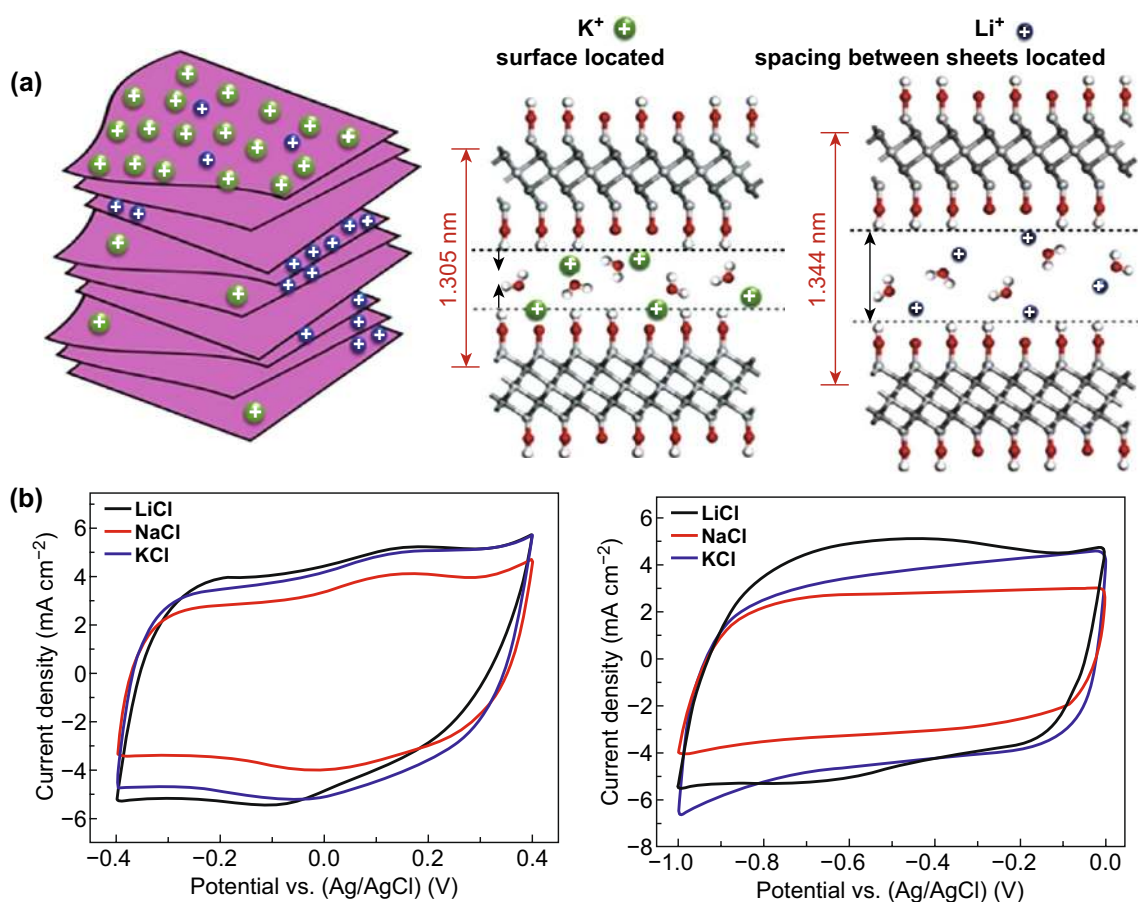 (a)
K⁺
surface located
Li⁺
spacing between sheets located
1.305 nm
1.344 nm
(b)
LiCl
NaCl
KCl
6
4
2
0
−2
−4
−6
Current density (mA cm⁻²)
−0.4
−0.2
0.0
0.2
0.4
Potential vs. (Ag/AgCl) (V)
LiCl
NaCl
KCl
6
4
2
0
−2
−4
−6
−8
Current density (mA cm⁻²)
−1.0
−0.8
−0.6
−0.4
−0.2
0.0
Potential vs. (Ag/AgCl) (V)